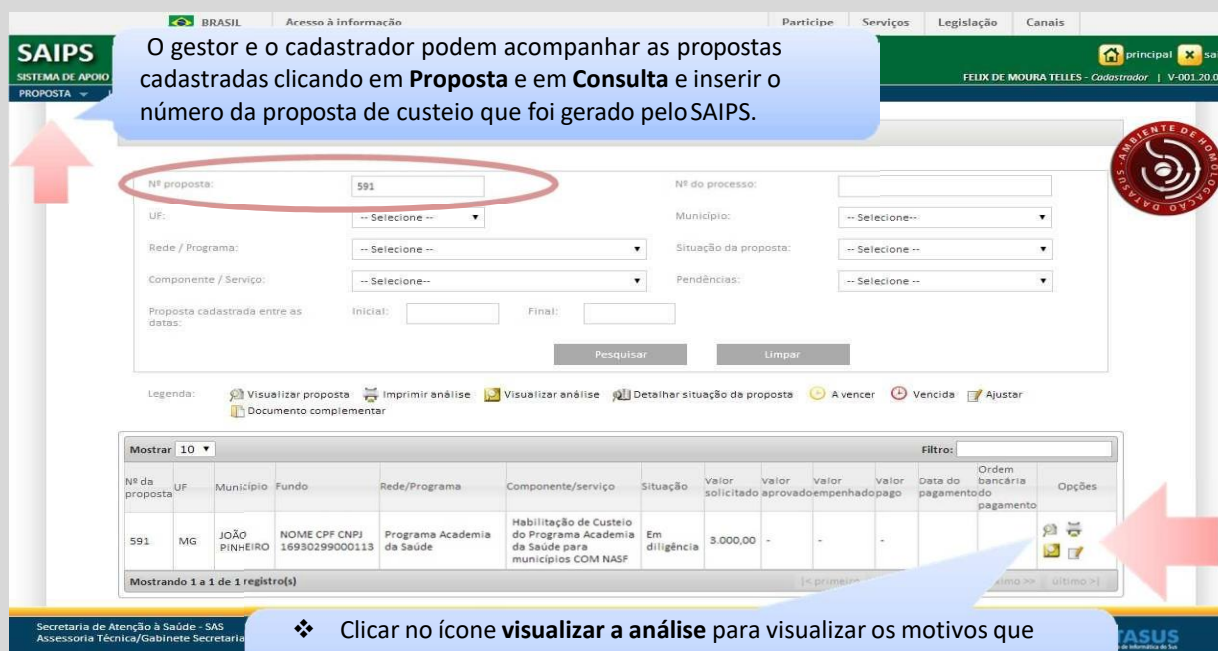 BRASIL Acesso à informação Participe Serviços Legislação Canais
SAIPS
SISTEMA DE APOIO
principal
FELIX DE MOURA TELLES - Cadastrador | V-001.20.0
PROPOSTA
O gestor e o cadastrador podem acompanhar as propostas
cadastradas clicando em Proposta e em Consulta e inserir o
número da proposta de custeio que foi gerado pelo SAIPS.
AMBIENTE DE HOMOLOGAÇÃO DATASUS
Nº proposta: 591 Nº do processo:
UF: -- Selecione -- Município: -- Selecione--
Rede / Programa: -- Selecione -- Situação da proposta: -- Selecione --
Componente / Serviço: -- Selecione-- Pendências: -- Selecione --
Proposta cadastrada entre as Inicial: Final:
datas:
Pesquisar Limpar
Legenda: Visualizar proposta Imprimir análise Visualizar análise Detalhar situação da proposta A vencer Vencida Ajustar
Documento complementar
Mostrar 10 Filtro:
Nº da proposta UF Município Fundo Rede/Programa Componente/serviço Situação Valor solicitado Valor aprovado Valor empenhado Valor pago Data do pagamento Ordem bancária do pagamento Opções
591 MG JOÃO PINHEIRO NOME CPF CNPJ 16930299000113 Programa Academia da Saúde Habilitação de Custeio do Programa Academia da Saúde para municípios COM NASF Em diligência 3.000,00 - - -
Mostrando 1 a 1 de 1 registro(s) |< primeiro >> último >|
Secretaria de Atenção à Saúde - SAS
Assessoria Técnica/Gabinete Secretaria
❖ Clicar no ícone visualizar a análise para visualizar os motivos que
TASUS